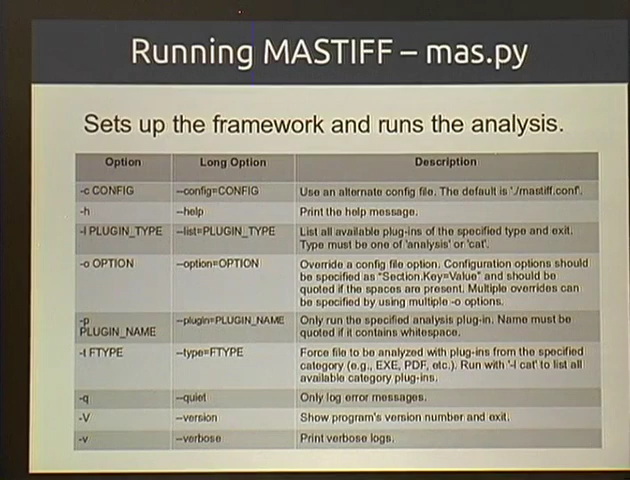 Running MASTIFF – mas.py
Sets up the framework and runs the analysis.
Option Long Option Description
-c CONFIG --config=CONFIG Use an alternate config file. The default is './mastiff.conf'.
-h --help Print the help message.
-l PLUGIN_TYPE --list=PLUGIN_TYPE List all available plug-ins of the specified type and exit.
Type must be one of 'analysis' or 'cat'.
-o OPTION --option=OPTION Override a config file option. Configuration options should
be specified as "Section.Key=Value" and should be
quoted if the spaces are present. Multiple overrides can
be specified by using multiple -o options.
-p
PLUGIN_NAME --plugin=PLUGIN_NAME Only run the specified analysis plug-in. Name must be
quoted if it contains whitespace.
-t FTYPE --type=FTYPE Force file to be analyzed with plug-ins from the specified
category (e.g., EXE, PDF, etc.). Run with '-l cat' to list all
available category plug-ins.
-q --quiet Only log error messages.
-V --version Show program's version number and exit.
-v --verbose Print verbose logs.